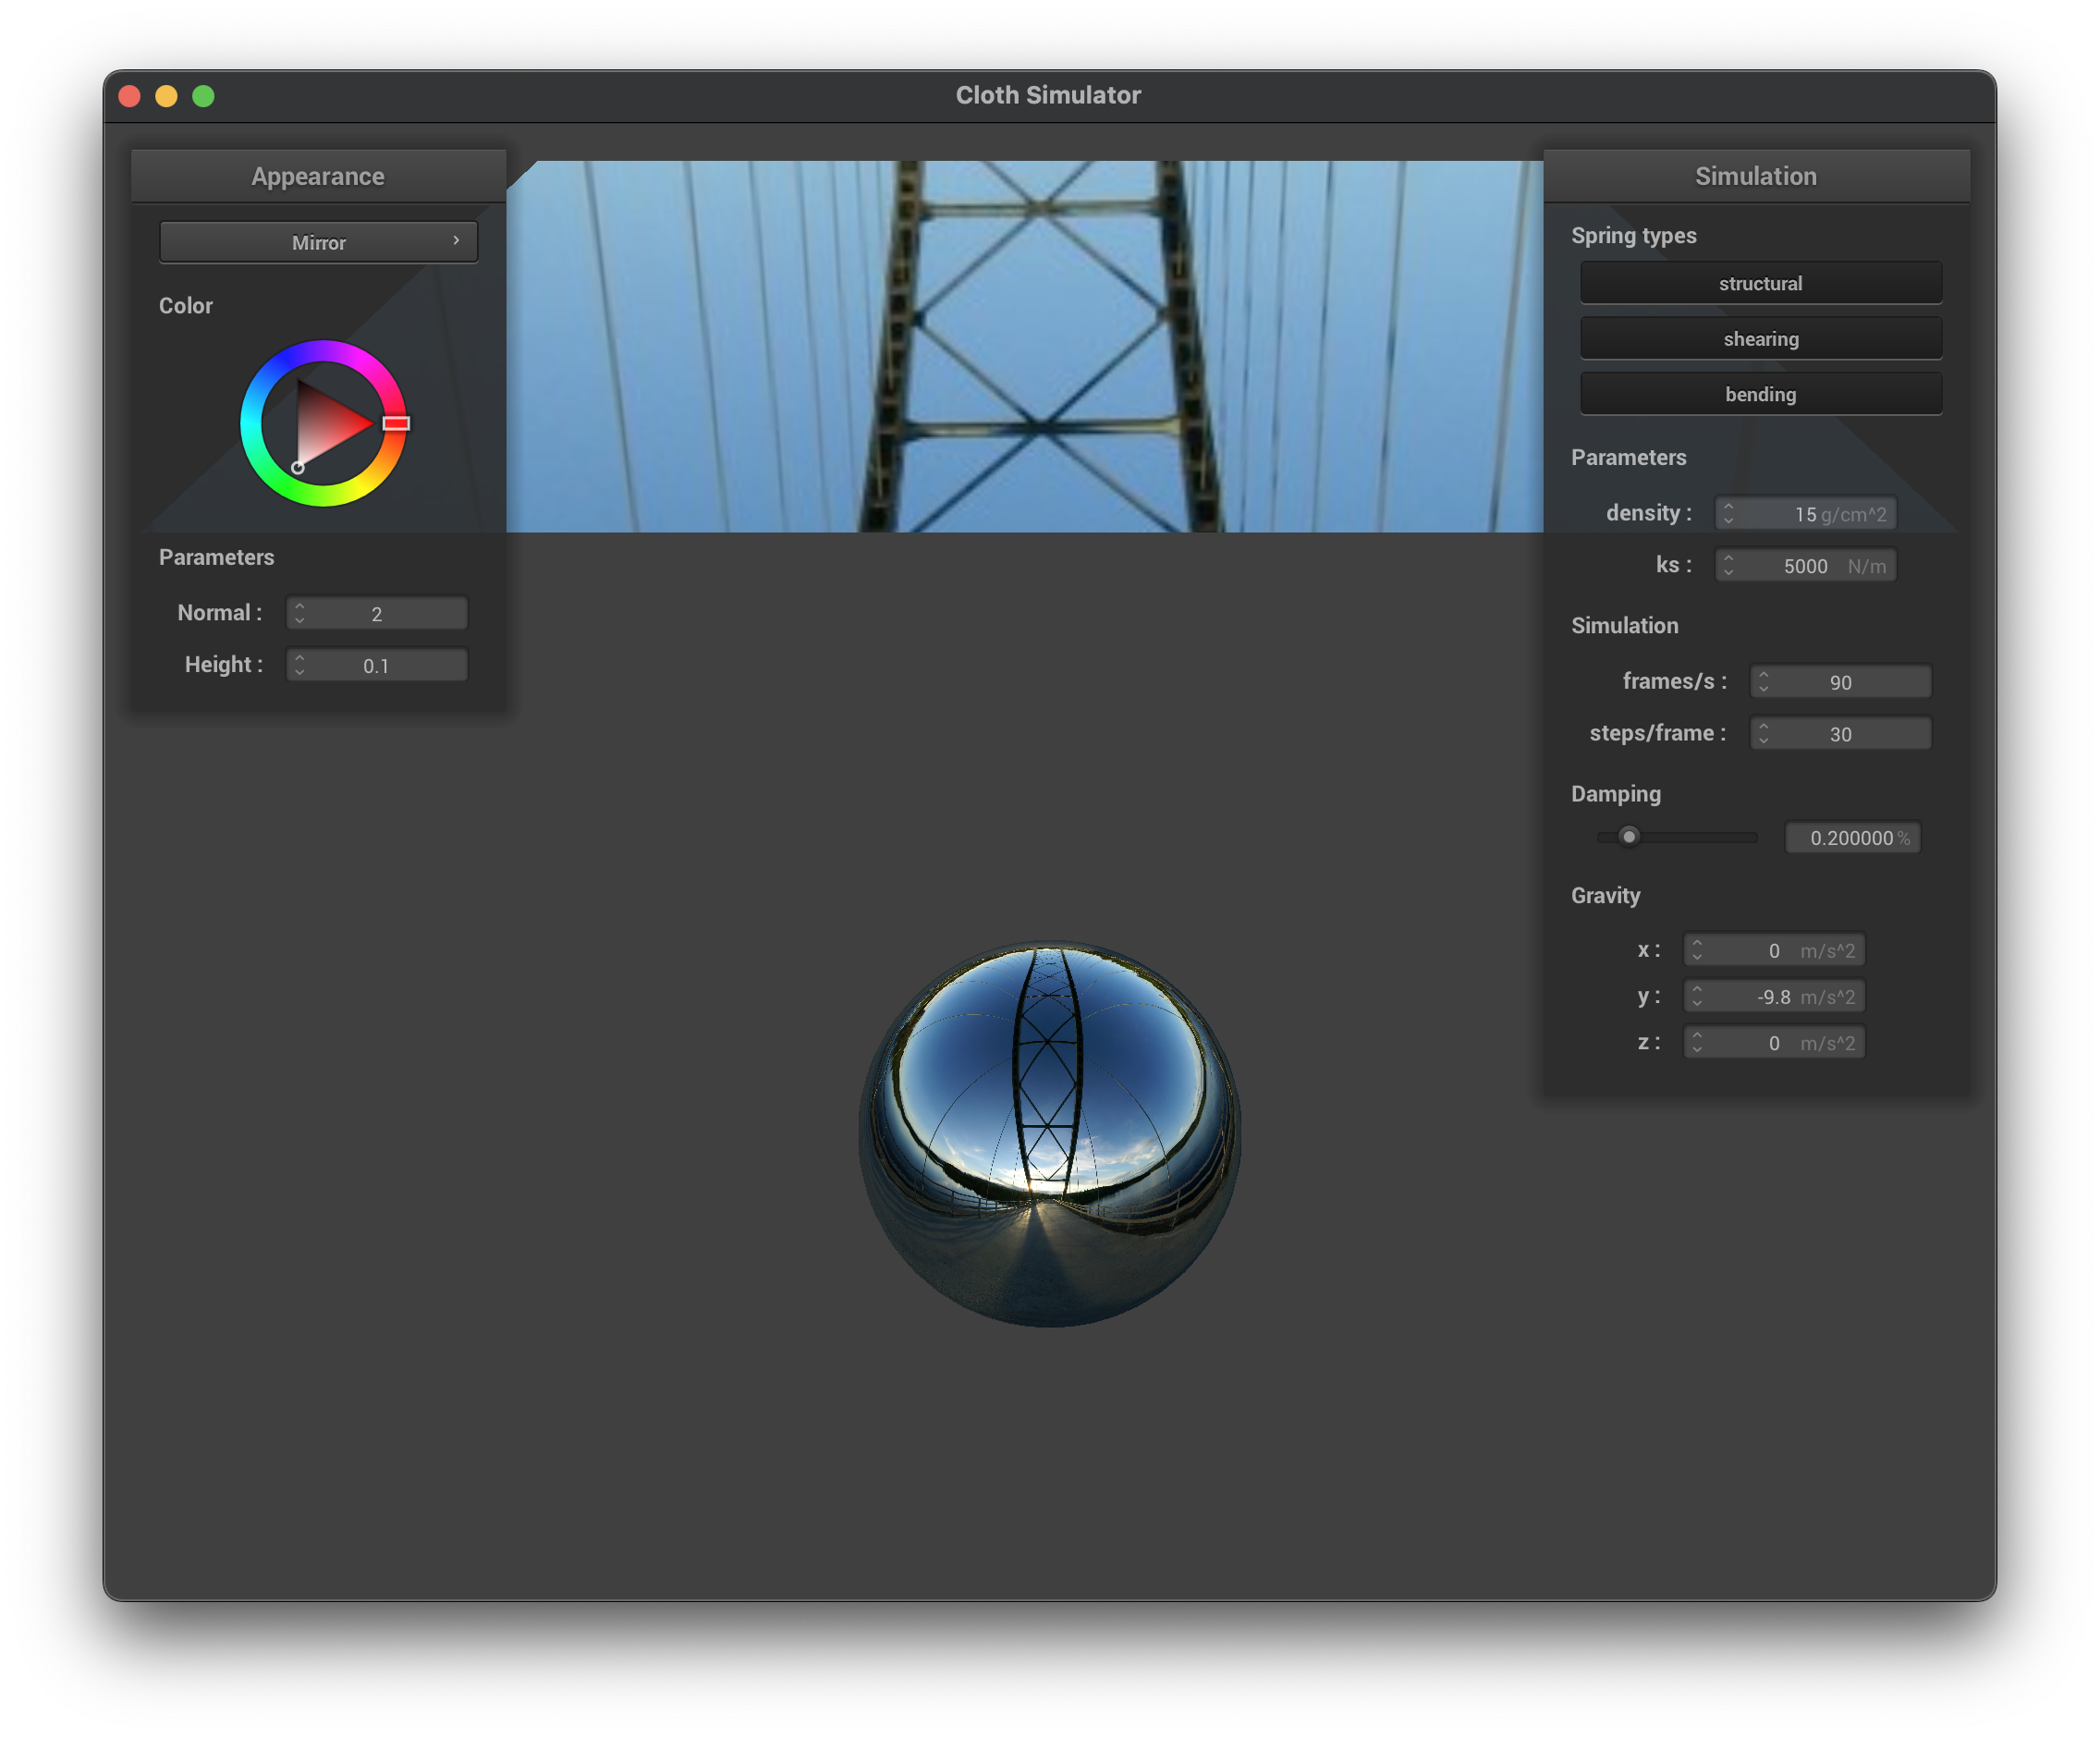 Cloth Simulator
Appearance
Mirror
Color
Parameters
Normal : 2
Height : 0.1
Simulation
Spring types
structural
shearing
bending
Parameters
density : 15 g/cm^2
ks : 5000 N/m
Simulation
frames/s : 90
steps/frame : 30
Damping
0.200000 %
Gravity
x : 0 m/s^2
y : -9.8 m/s^2
z : 0 m/s^2